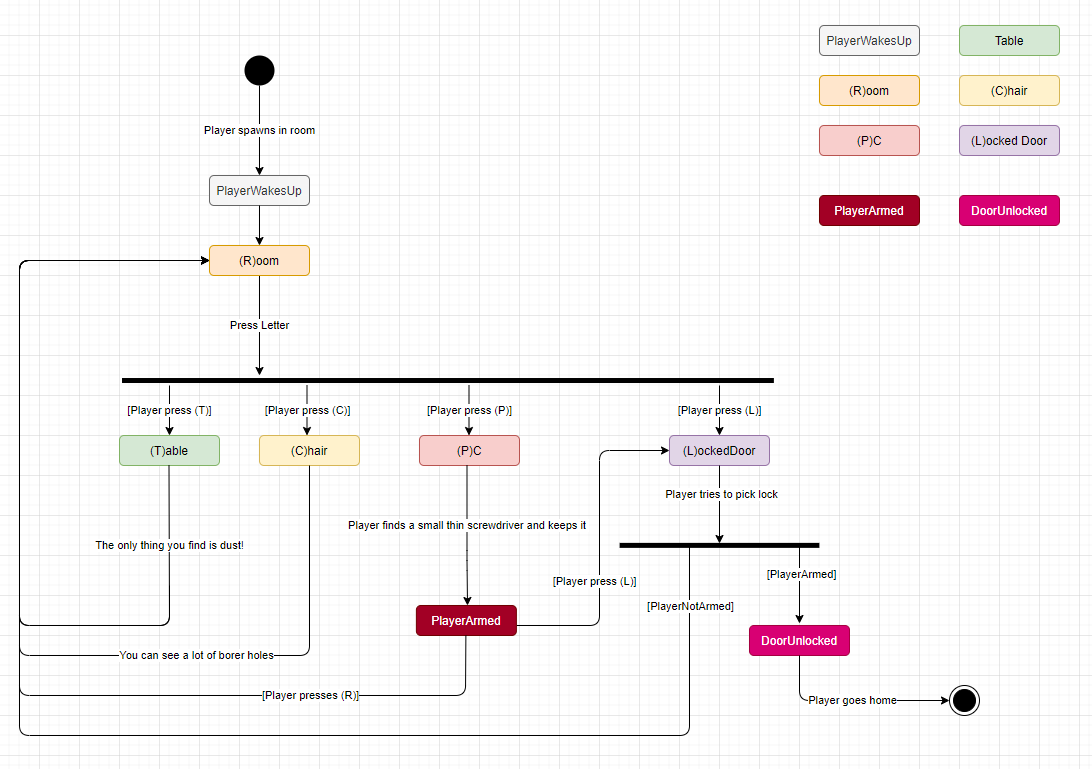 PlayerWakesUp
Table
(R)oom
(C)hair
(P)C
(L)ocked Door
PlayerArmed
DoorUnlocked
Player spawns in room
PlayerWakesUp
(R)oom
Press Letter
[Player press (T)]
[Player press (C)]
[Player press (P)]
[Player press (L)]
(T)able
(C)hair
(P)C
(L)ockedDoor
Player tries to pick lock
Player finds a small thin screwdriver and keeps it
The only thing you find is dust!
[PlayerArmed]
[Player press (L)]
[PlayerNotArmed]
PlayerArmed
DoorUnlocked
You can see a lot of borer holes
[Player presses (R)]
Player goes home